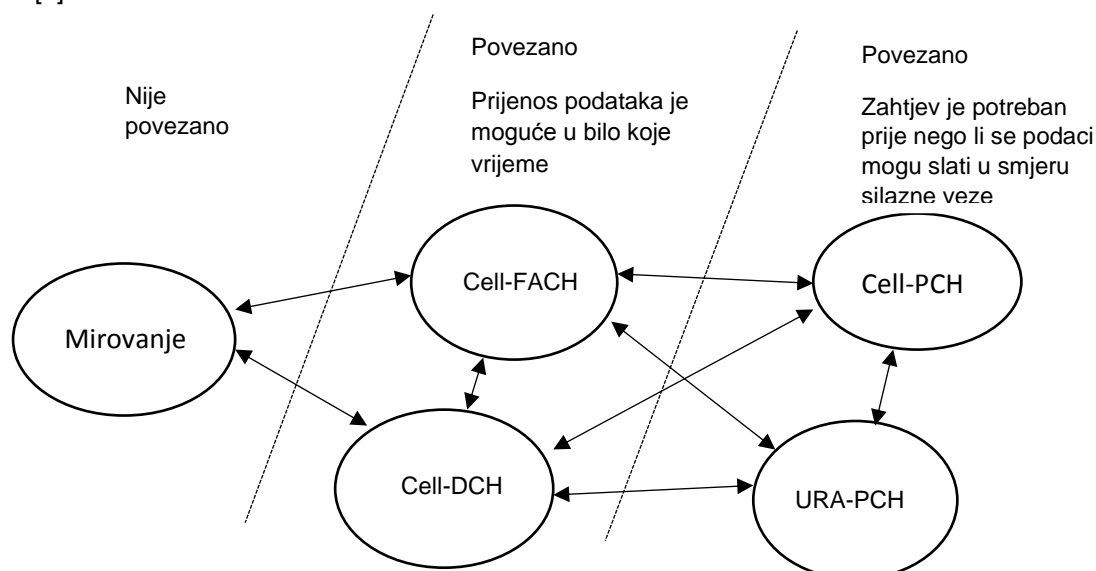 Nije
povezano
Povezano
Prijenos podataka je
moguće u bilo koje
vrijeme
Povezano
Zahtjev je potreban
prije nego li se podaci
mogu slati u smjeru
silazne veze
Mirovanje
Cell-FACH
Cell-PCH
Cell-DCH
URA-PCH